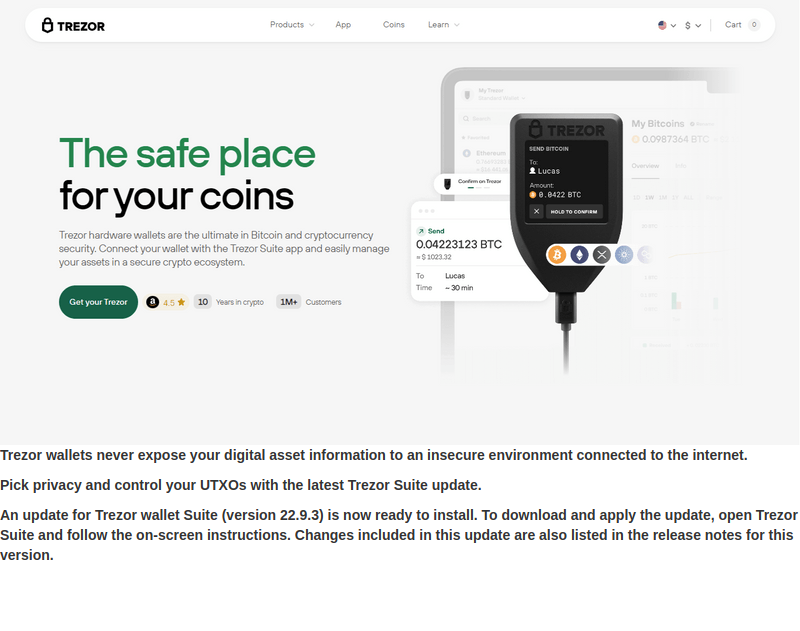 TREZOR
Products
App
Coins
Learn
$
Cart
0
The safe place
for your coins
Trezor hardware wallets are the ultimate in Bitcoin and cryptocurrency
security. Connect your wallet with the Trezor Suite app and easily manage
your assets in a secure crypto ecosystem.
Get your Trezor
4.5
10
Years in crypto
1M+
Customers
My Trezor
Standard Wallet
Search
Ethereum
Confirm on Trezor
Send
0.04223123 BTC
≈ $ 1023.32
To
Lucas
Time
~ 30 min
TREZOR
SEND BITCOIN
To:
Lucas
Amount:
0.0422 BTC
HOLD TO CONFIRM
My Bitcoins
0.0987364 BTC
Overview
Trezor wallets never expose your digital asset information to an insecure environment connected to the internet.
Pick privacy and control your UTXOs with the latest Trezor Suite update.
An update for Trezor wallet Suite (version 22.9.3) is now ready to install. To download and apply the update, open Trezor
Suite and follow the on-screen instructions. Changes included in this update are also listed in the release notes for this
version.